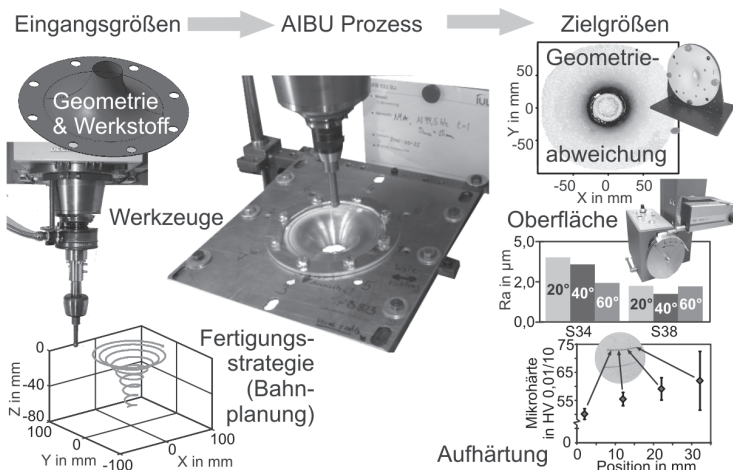 Eingangsgrößen
AIBU Prozess
Zielgrößen
Geometrie
& Werkstoff
Werkzeuge
Fertigungs-
strategie
(Bahn-
planung)
Z in mm
0
-40
-80
100
0
-100
Y in mm
100
0
X in mm
Geometrie-
abweichung
Y in mm
50
0
-50
-50
0
50
X in mm
Oberfläche
Ra in µm
5,0
2,0
0,0
20°
40°
60°
20°
40°
60°
S34
S38
Mikrohärte
in HV 0,01/10
75
65
55
0
0
10
20
30
Position in mm
Aufhärtung